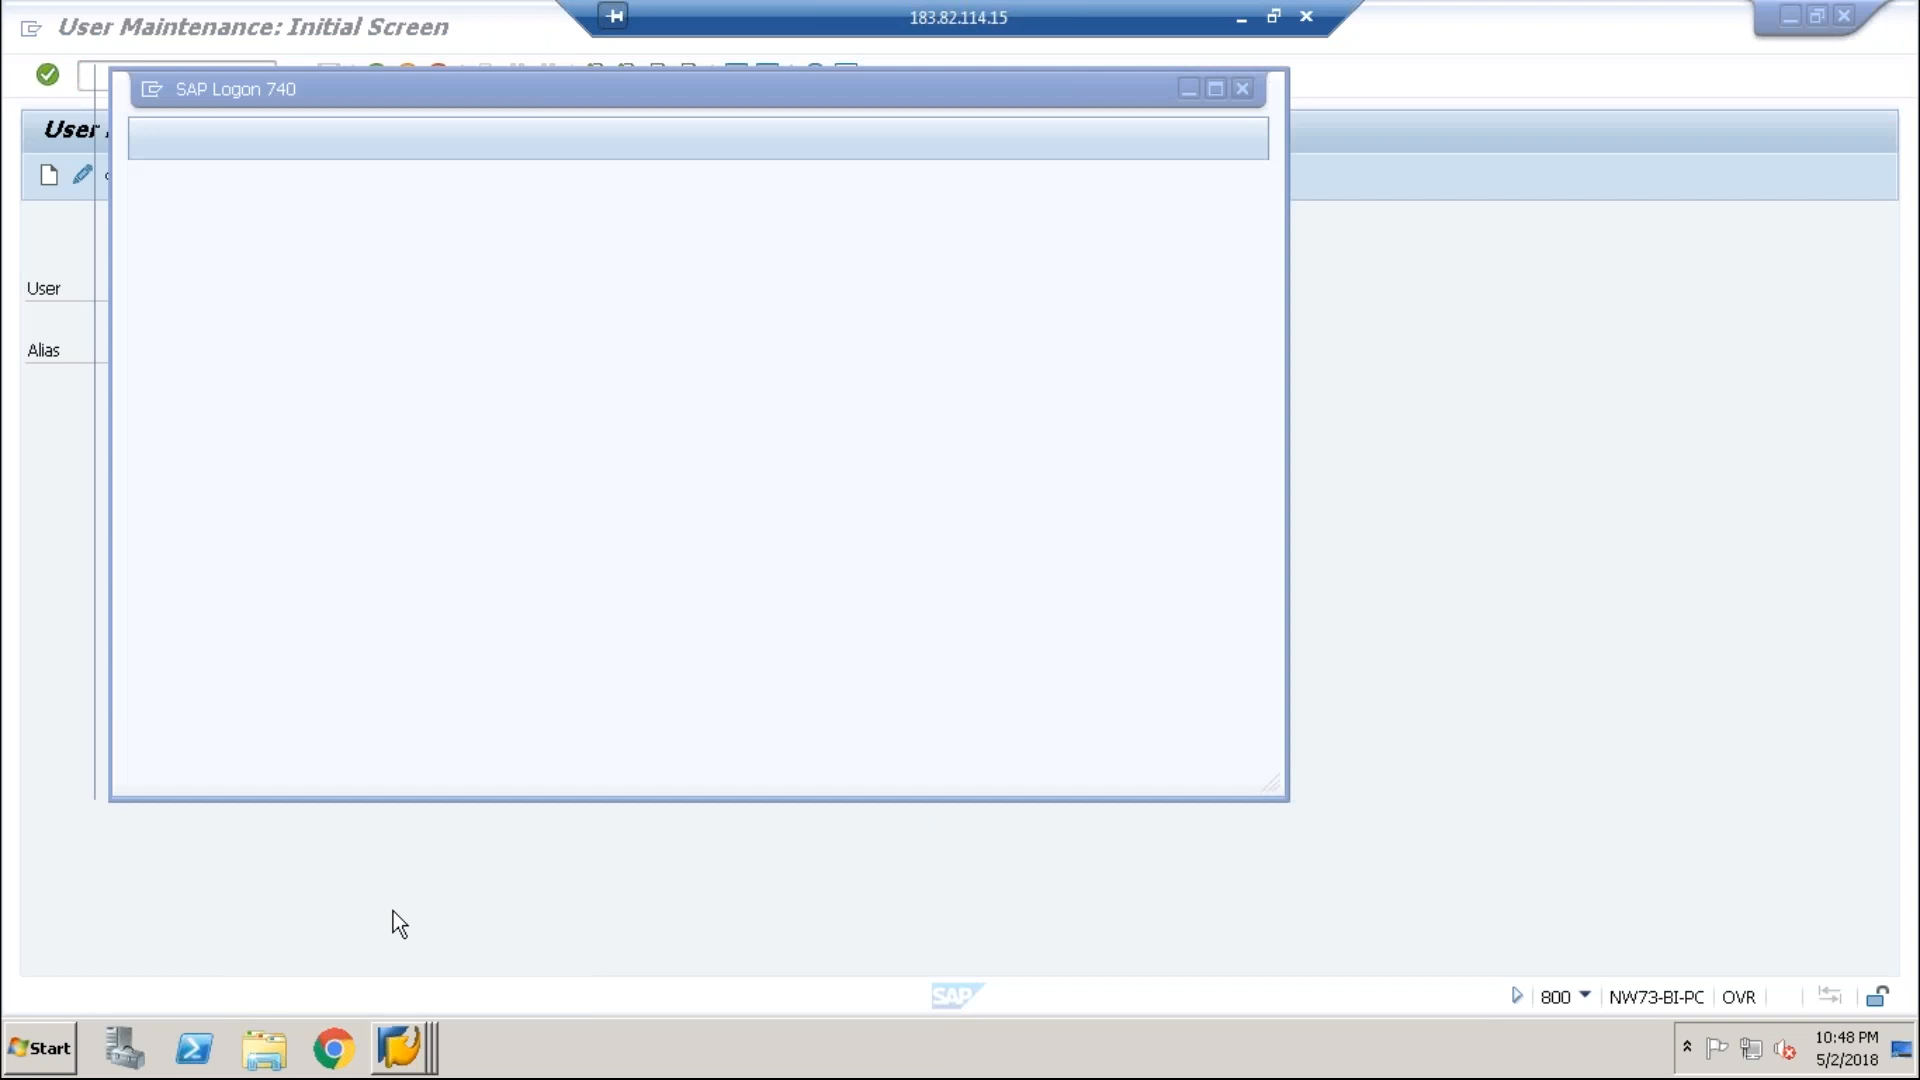 User Maintenance: Initial Screen
183.82.114.15
SAP Logon 740
User
User
Alias
SAP
800
NW73-BI-PC
OVR
Start
10:48 PM
5/2/2018